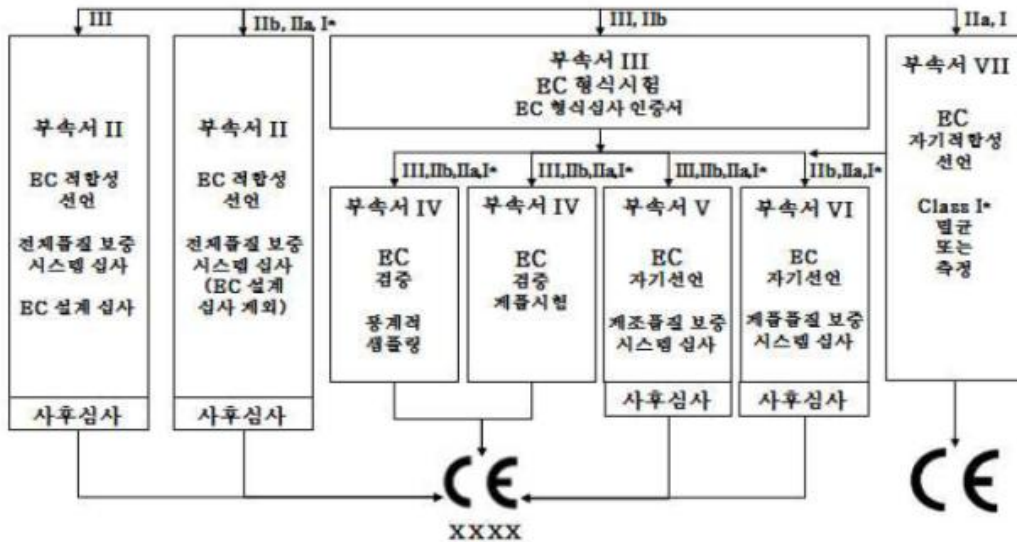 III
IIb, IIa, I*
III, IIb
IIa, I
부속서 II
EC 적합성
선언
전체품질 보증
시스템 심사
EC 설계 심사
사후심사
부속서 II
EC 적합성
선언
전체품질 보증
시스템 심사
(EC 설계
심사 제외)
사후심사
부속서 III
EC 형식시험
EC 형식심사 인증서
III,IIb,IIa,I*
III,IIb,IIa,I*
III,IIb,IIa,I*
IIb,IIa,I*
부속서 IV
EC
검증
통계적
샘플링
부속서 IV
EC
검증
제품시험
부속서 V
EC
자기선언
제조품질 보증
시스템 심사
사후심사
부속서 VI
EC
자기선언
제품품질 보증
시스템 심사
사후심사
부속서 VII
EC
자기적합성
선언
Class I*
멸균
또는
측정
CE
XXXX
CE